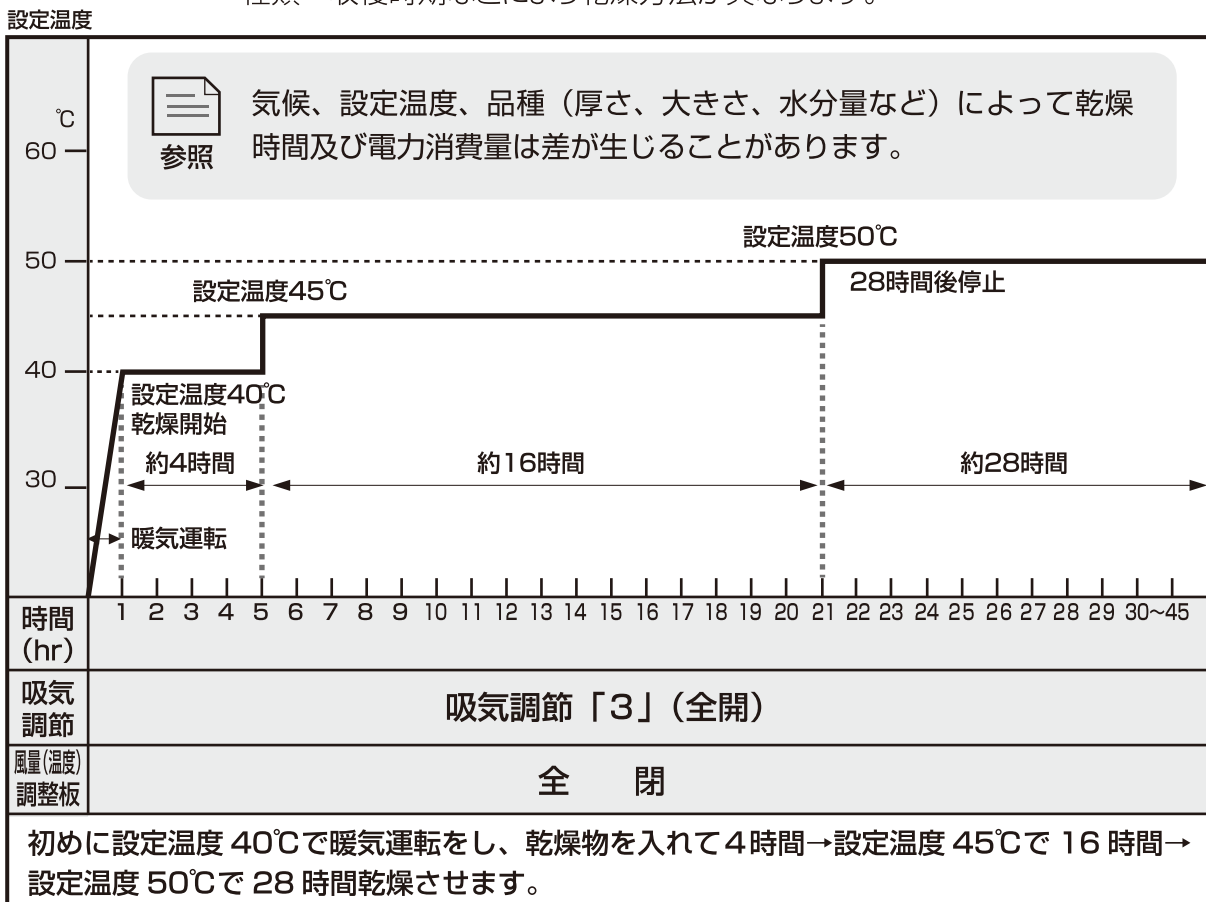 設定温度
℃
60
50
40
30
参照
気候、設定温度、品種（厚さ、大きさ、水分量など）によって乾燥
時間及び電力消費量は差が生じることがあります。
設定温度50℃
28時間後停止
設定温度45℃
設定温度40℃
乾燥開始
約4時間
約16時間
約28時間
暖気運転
時間
(hr)
1 2 3 4 5 6 7 8 9 10 11 12 13 14 15 16 17 18 19 20 21 22 23 24 25 26 27 28 29 30～45
吸気
調節
吸気調節「3」(全開)
風量(温度)
調整板
全　閉
初めに設定温度 40℃で暖気運転をし、乾燥物を入れて4時間→設定温度 45℃で 16 時間→
設定温度 50℃で 28 時間乾燥させます。